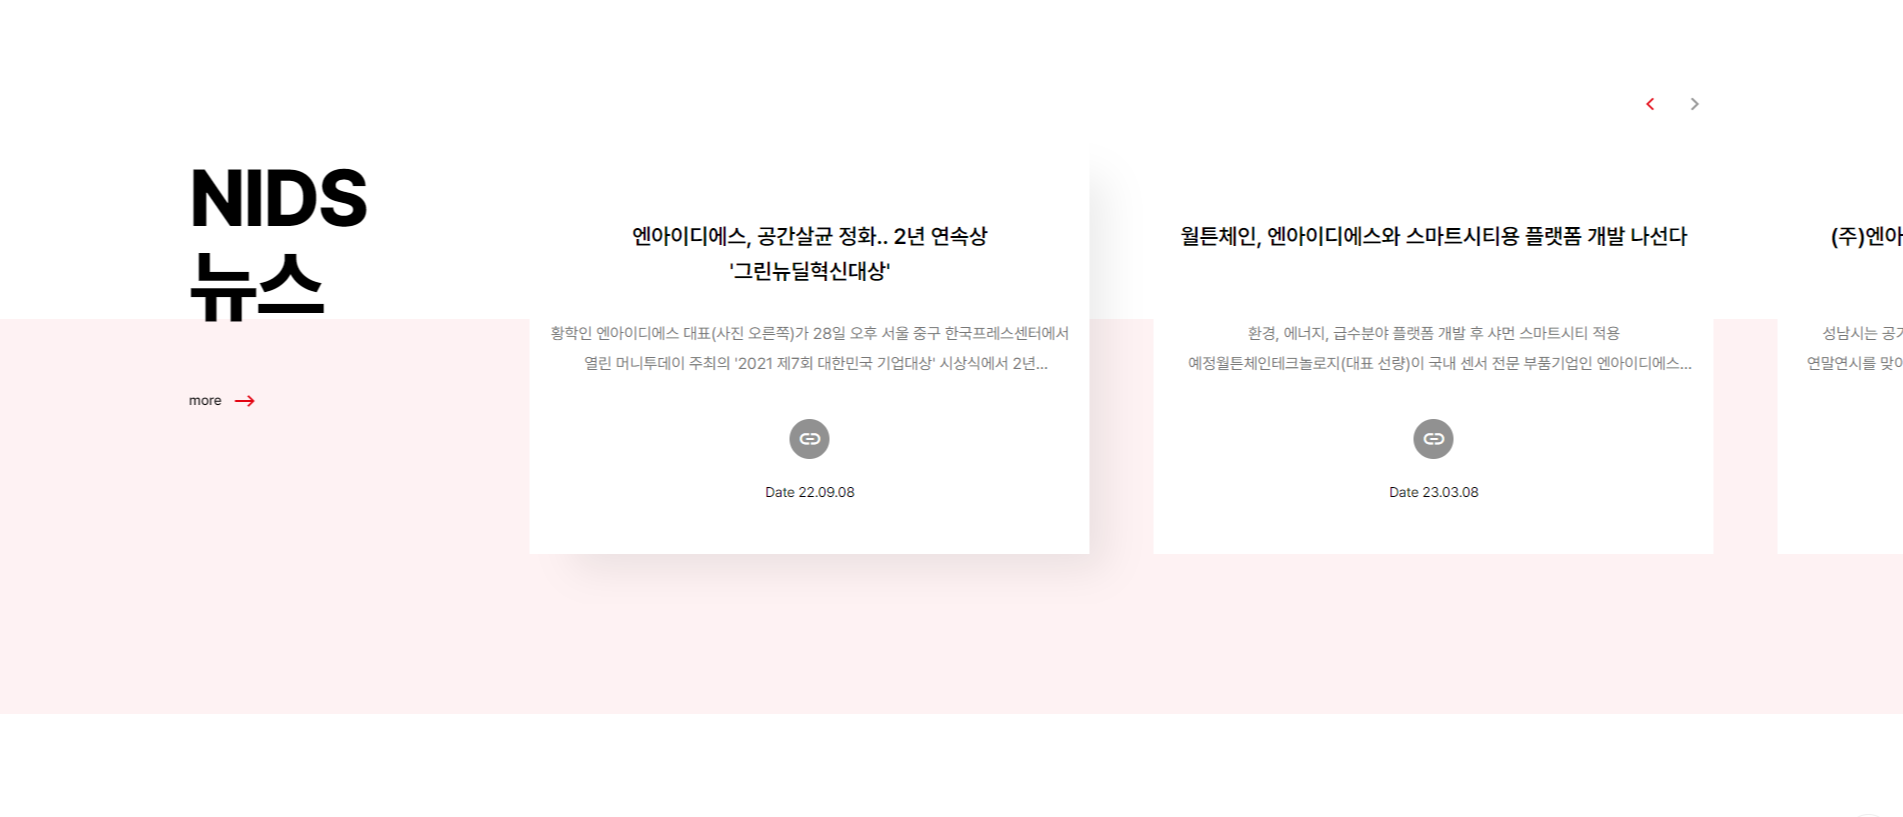 NIDS
뉴스
more
엔아이디에스, 공간살균 정화.. 2년 연속상
'그린뉴딜혁신대상'
황학인 엔아이디에스 대표(사진 오른쪽)가 28일 오후 서울 중구 한국프레스센터에서
열린 머니투데이 주최의 '2021 제7회 대한민국 기업대상' 시상식에서 2년...
Date 22.09.08
월튼체인, 엔아이디에스와 스마트시티용 플랫폼 개발 나선다
환경, 에너지, 급수분야 플랫폼 개발 후 샤먼 스마트시티 적용
예정월튼체인테크놀로지(대표 선량)이 국내 센서 전문 부품기업인 엔아이디에스...
Date 23.03.08
(주)엔아
성남시는 공기
연말연시를 맞이